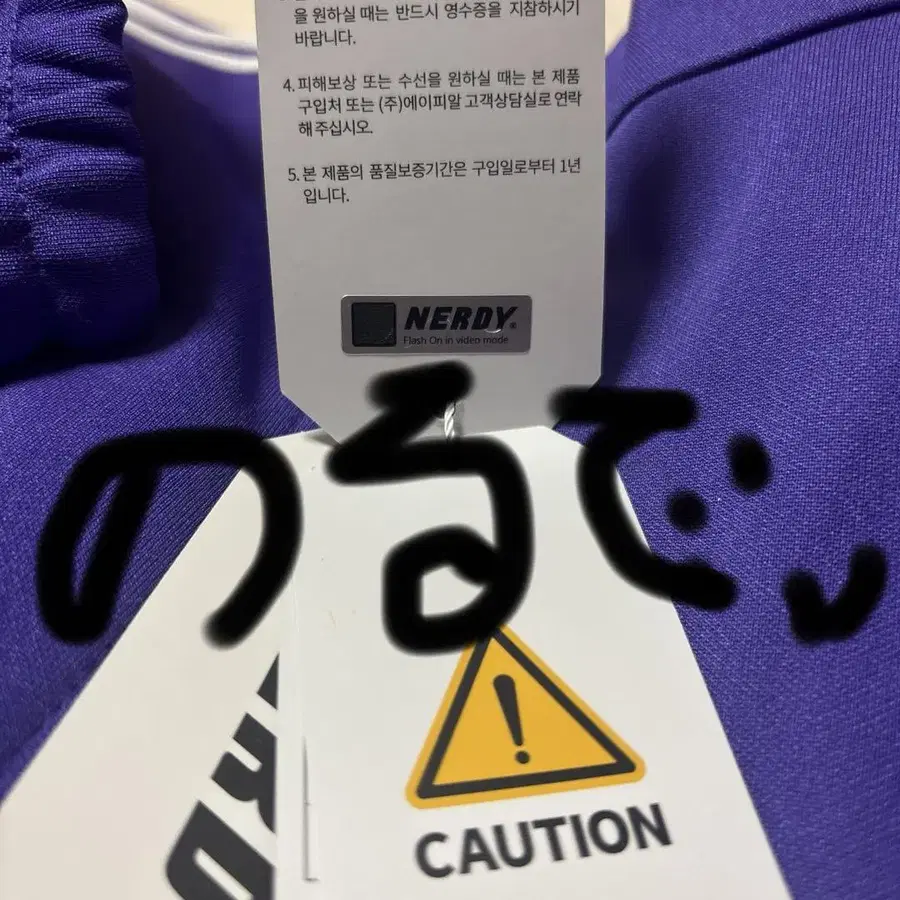 을 원하실 때는 반드시 영수증을 지참하시기
바랍니다.
4. 피해보상 또는 수선을 원하실 때는 본 제품
구입처 또는 (주)에이피알 고객상담실로 연락
해 주십시오.
5. 본 제품의 품질보증기간은 구입일로부터 1년
입니다.
NERDY®
Flash On in video mode
のるで
CAUTION